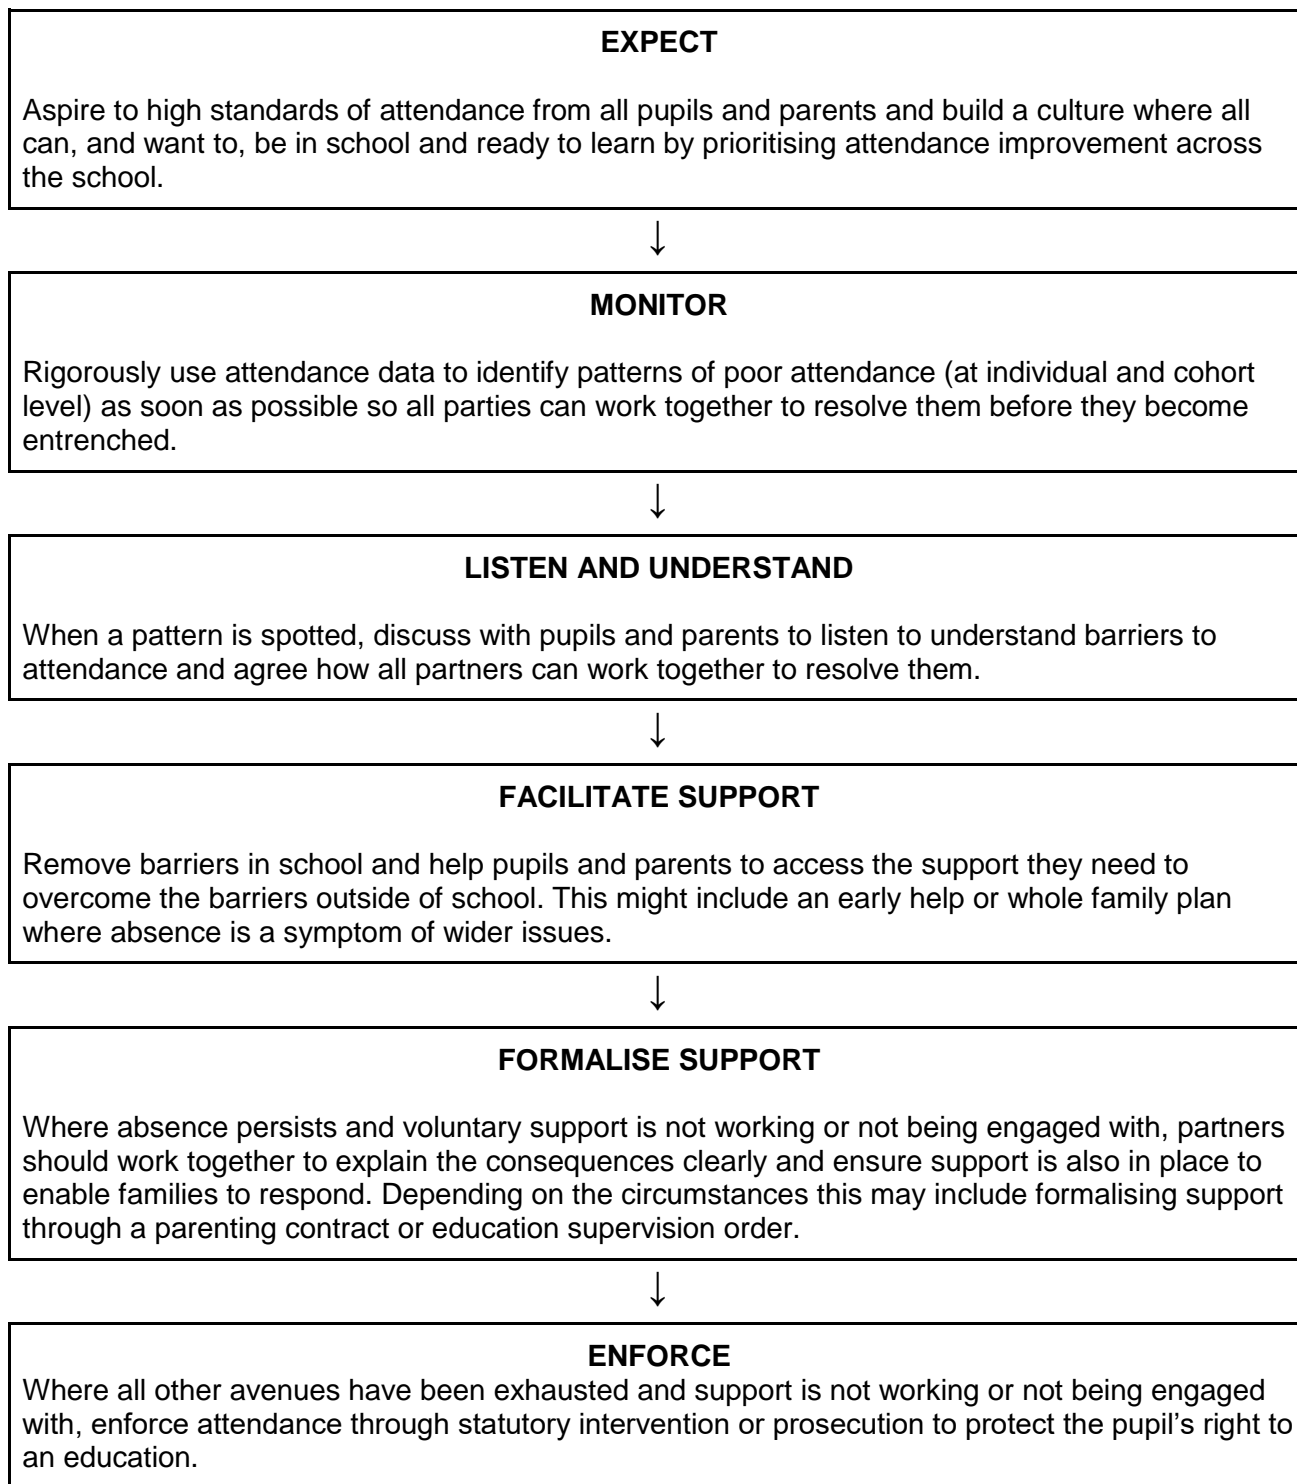 EXPECT
Aspire to high standards of attendance from all pupils and parents and build a culture where all
can, and want to, be in school and ready to learn by prioritising attendance improvement across
the school.
↓
MONITOR
Rigorously use attendance data to identify patterns of poor attendance (at individual and cohort
level) as soon as possible so all parties can work together to resolve them before they become
entrenched.
↓
LISTEN AND UNDERSTAND
When a pattern is spotted, discuss with pupils and parents to listen to understand barriers to
attendance and agree how all partners can work together to resolve them.
↓
FACILITATE SUPPORT
Remove barriers in school and help pupils and parents to access the support they need to
overcome the barriers outside of school. This might include an early help or whole family plan
where absence is a symptom of wider issues.
↓
FORMALISE SUPPORT
Where absence persists and voluntary support is not working or not being engaged with, partners
should work together to explain the consequences clearly and ensure support is also in place to
enable families to respond. Depending on the circumstances this may include formalising support
through a parenting contract or education supervision order.
↓
ENFORCE
Where all other avenues have been exhausted and support is not working or not being engaged
with, enforce attendance through statutory intervention or prosecution to protect the pupil’s right to
an education.